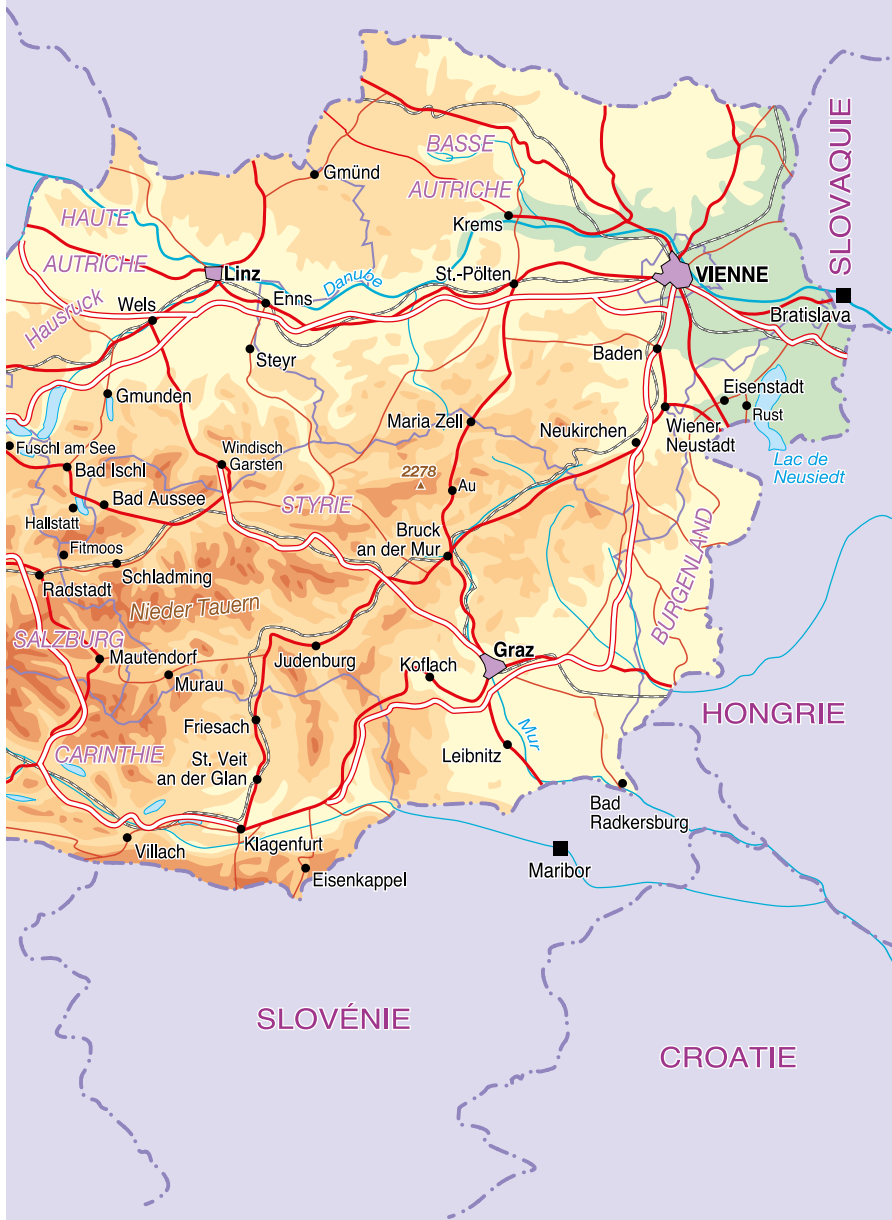 SLOVAQUIE
BASSE
AUTRICHE
Gmünd
HAUTE
AUTRICHE
Krems
Linz
Danube
St.-Pölten
VIENNE
Hausruck
Wels
Enns
Bratislava
Steyr
Baden
Gmunden
Eisenstadt
Rust
Maria Zell
Neukirchen
Wiener
Neustadt
Fuschl am See
Windisch
Garsten
Lac de
Neusiedt
Bad Ischl
2278
Au
Bad Aussee
STYRIE
Hallstatt
Bruck
an der Mur
Fitmoos
Schladming
Radstadt
BURGENLAND
Nieder Tauern
SALZBURG
Mautendorf
Judenburg
Koflach
Graz
Murau
Friesach
HONGRIE
Mur
CARINTHIE
St. Veit
an der Glan
Leibnitz
Bad
Radkersburg
Villach
Klagenfurt
Maribor
Eisenkappel
SLOVÉNIE
CROATIE